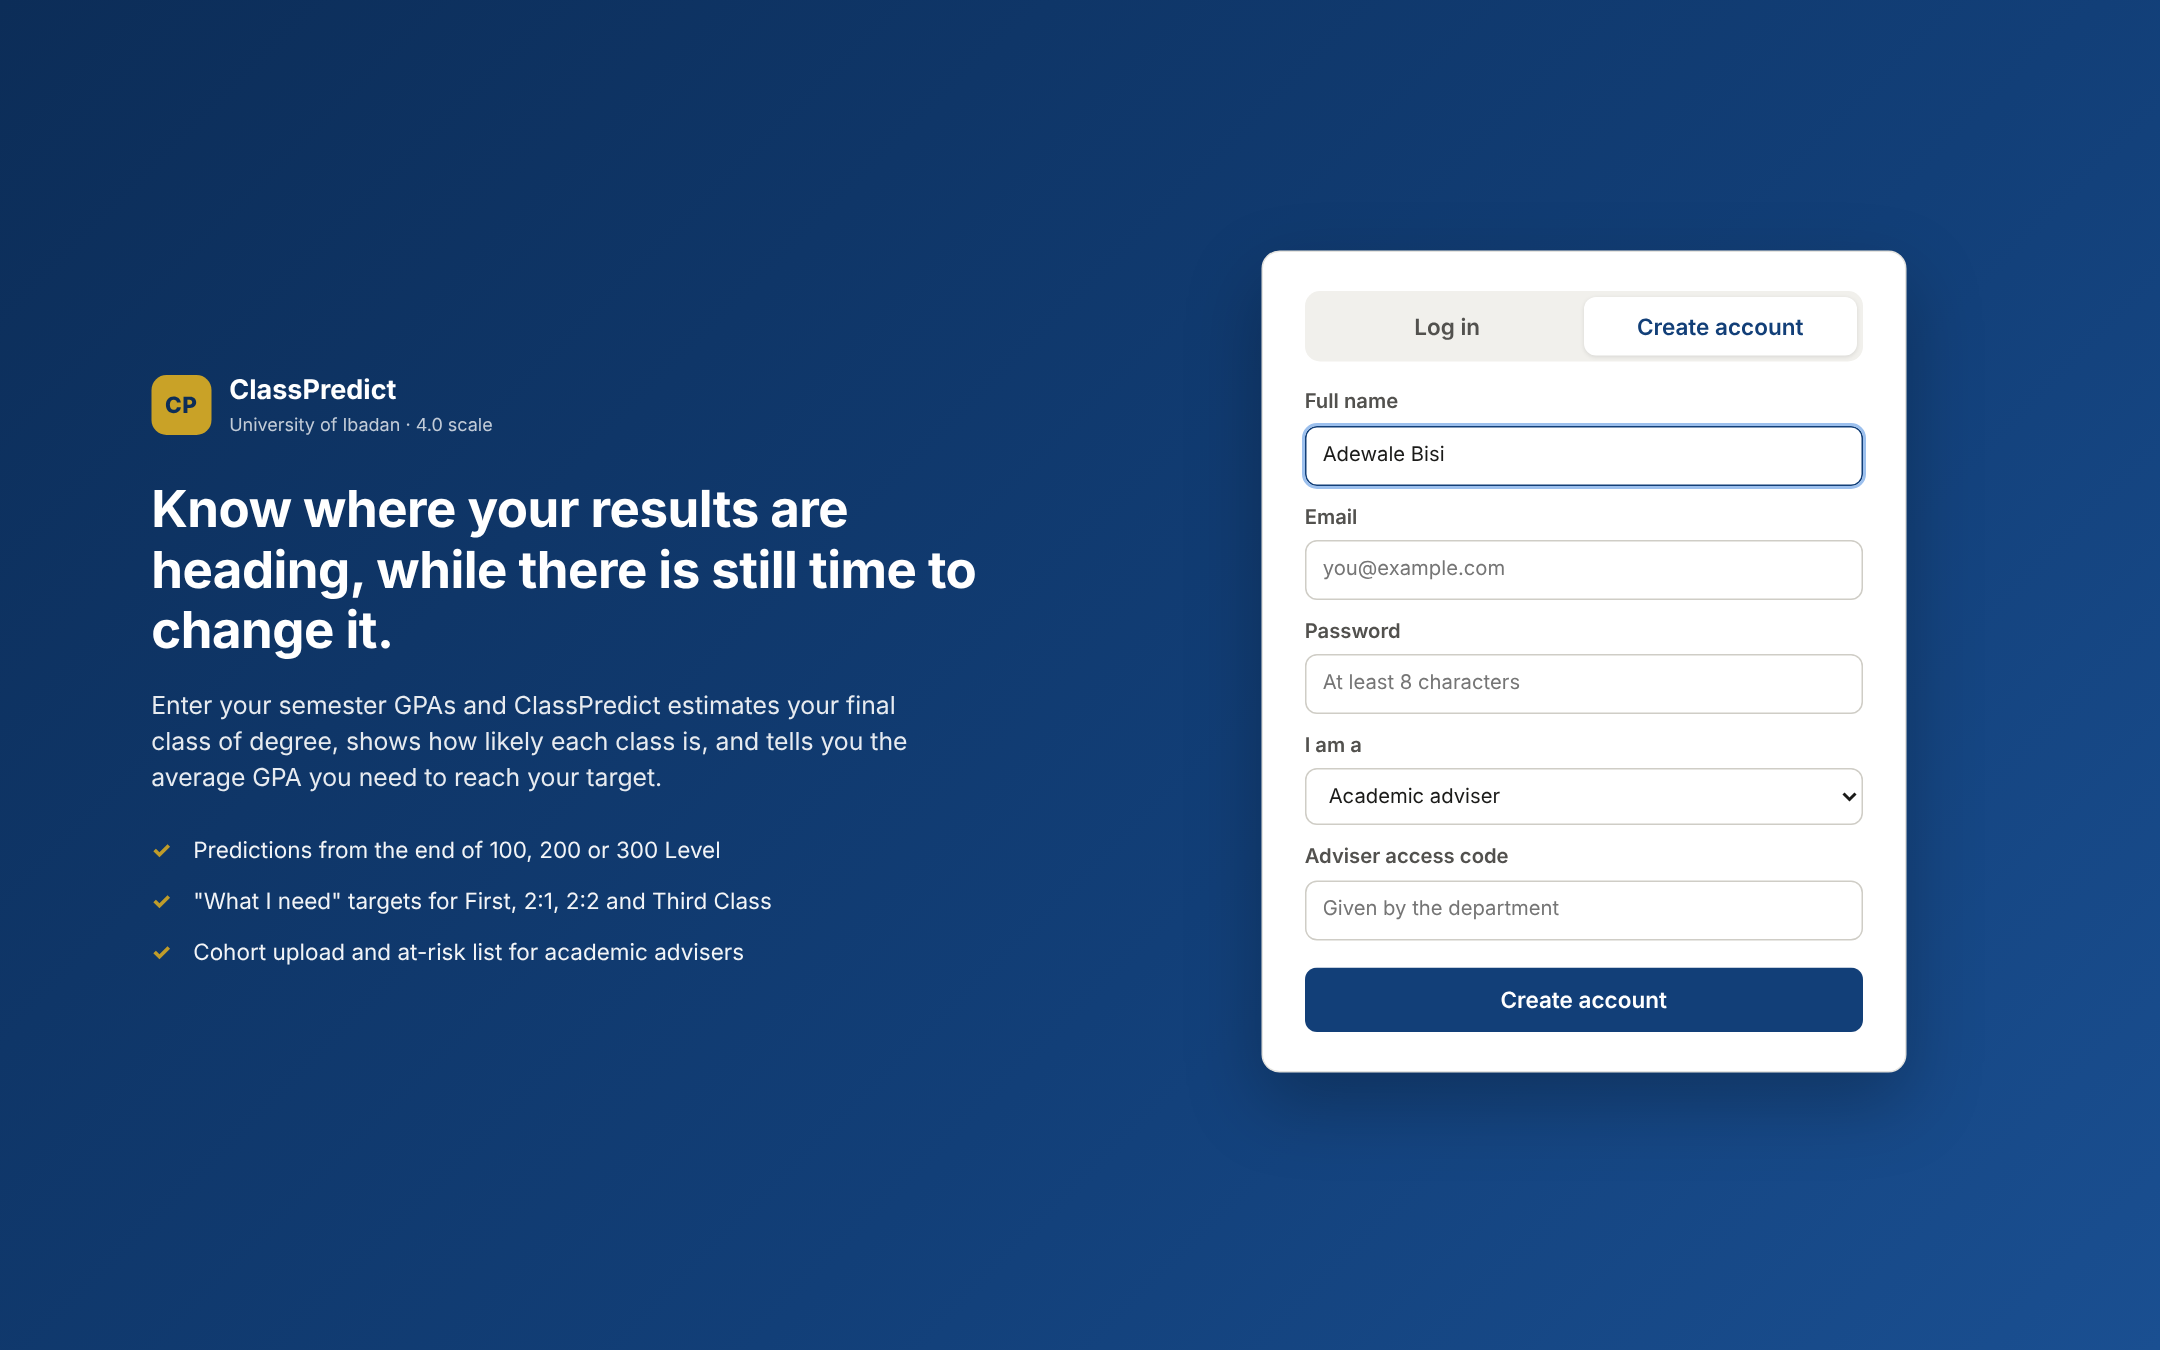 CP
ClassPredict
University of Ibadan · 4.0 scale
Know where your results are
heading, while there is still time to
change it.
Enter your semester GPAs and ClassPredict estimates your final
class of degree, shows how likely each class is, and tells you the
average GPA you need to reach your target.
Predictions from the end of 100, 200 or 300 Level
"What I need" targets for First, 2:1, 2:2 and Third Class
Cohort upload and at-risk list for academic advisers
Log in
Create account
Full name
Adewale Bisi
Email
you@example.com
Password
At least 8 characters
I am a
Academic adviser
Adviser access code
Given by the department
Create account